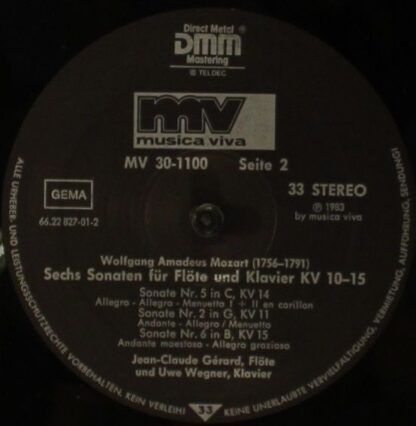 Direct Metal
DMM®
Mastering
© TELDEC
mv
musica viva
MV 30-1100 Seite 2
GEMA
33 STEREO
66.22 027-01-2
℗ 1983
by musica viva
Wolfgang Amadeus Mozart (1756–1791)
Sechs Sonaten für Flöte und Klavier KV 10–15
Sonate Nr. 5 in C, KV 14
Allegro - Allegro - Menuetto I + II en carillon
Sonate Nr. 2 in G, KV 11
Andante - Allegro / Menuetto
Sonate Nr. 6 in B, KV 15
Andante maestoso - Allegro grazioso
Jean-Claude Gérard, Flöte
und Uwe Wegner, Klavier
ALLE URHEBER- UND LEISTUNGSSCHUTZRECHTE VORBEHALTEN. KEIN VERLEIH!
33
KEINE UNERLAUBTE VERVIELFÄLTIGUNG, VERMIETUNG, AUFFÜHRUNG, SENDUNG!